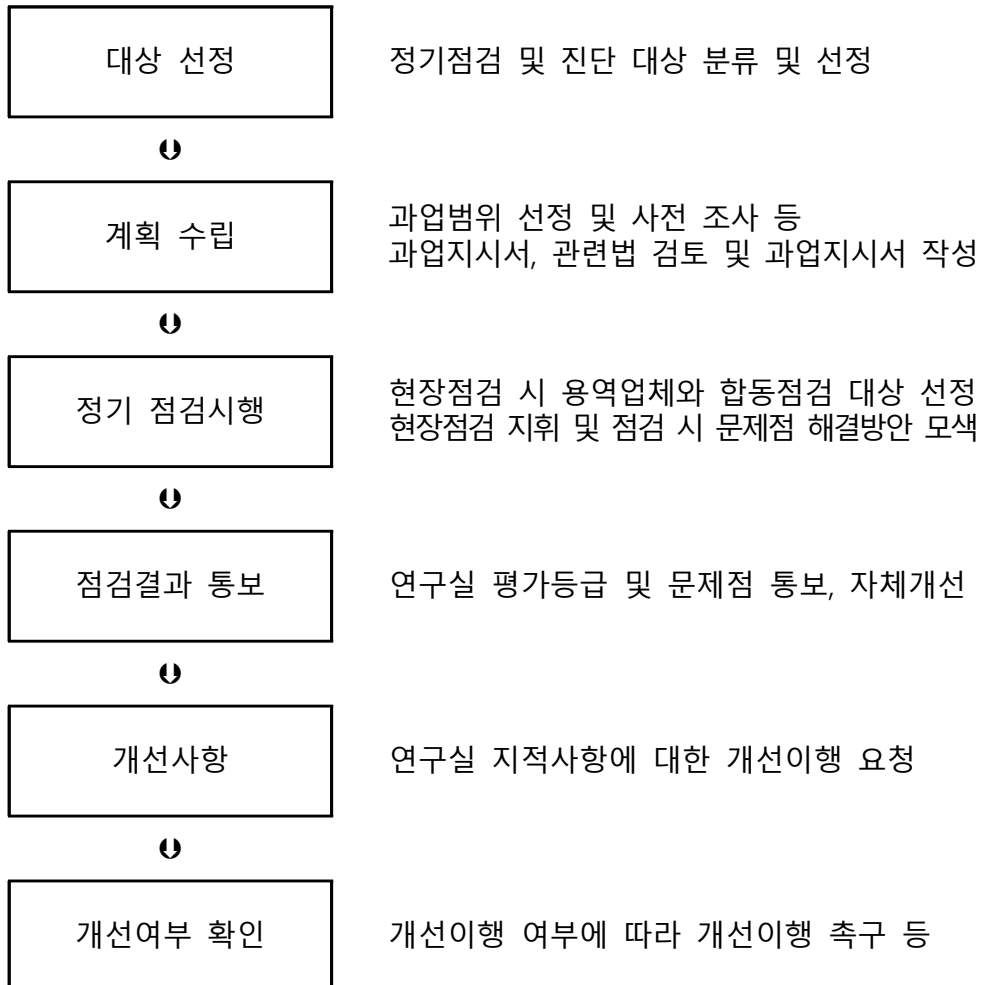 대상 선정
정기점검 및 진단 대상 분류 및 선정
계획 수립
과업범위 선정 및 사전 조사 등
과업지시서, 관련법 검토 및 과업지시서 작성
정기 점검시행
현장점검 시 용역업체와 합동점검 대상 선정
현장점검 지휘 및 점검 시 문제점 해결방안 모색
점검결과 통보
연구실 평가등급 및 문제점 통보, 자체개선
개선사항
연구실 지적사항에 대한 개선이행 요청
개선여부 확인
개선이행 여부에 따라 개선이행 촉구 등